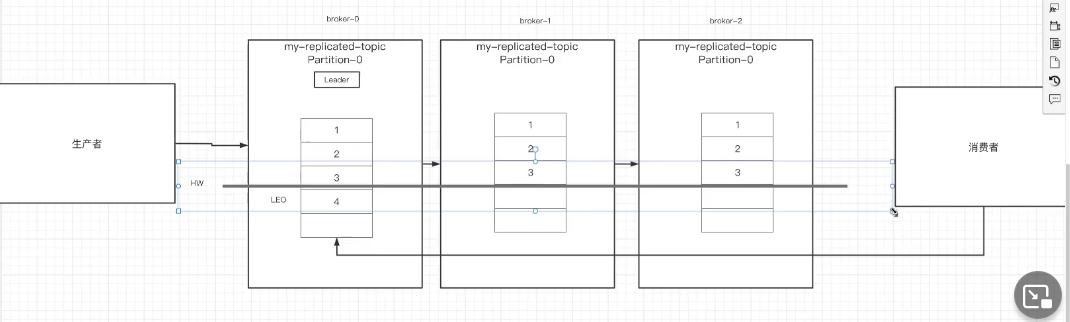 broker-0
broker-1
broker-2
my-replicated-topic
Partition-0
Leader
my-replicated-topic
Partition-0
my-replicated-topic
Partition-0
生产者
消费者
HW
LEO
1
2
3
4
1
2
3
1
2
3